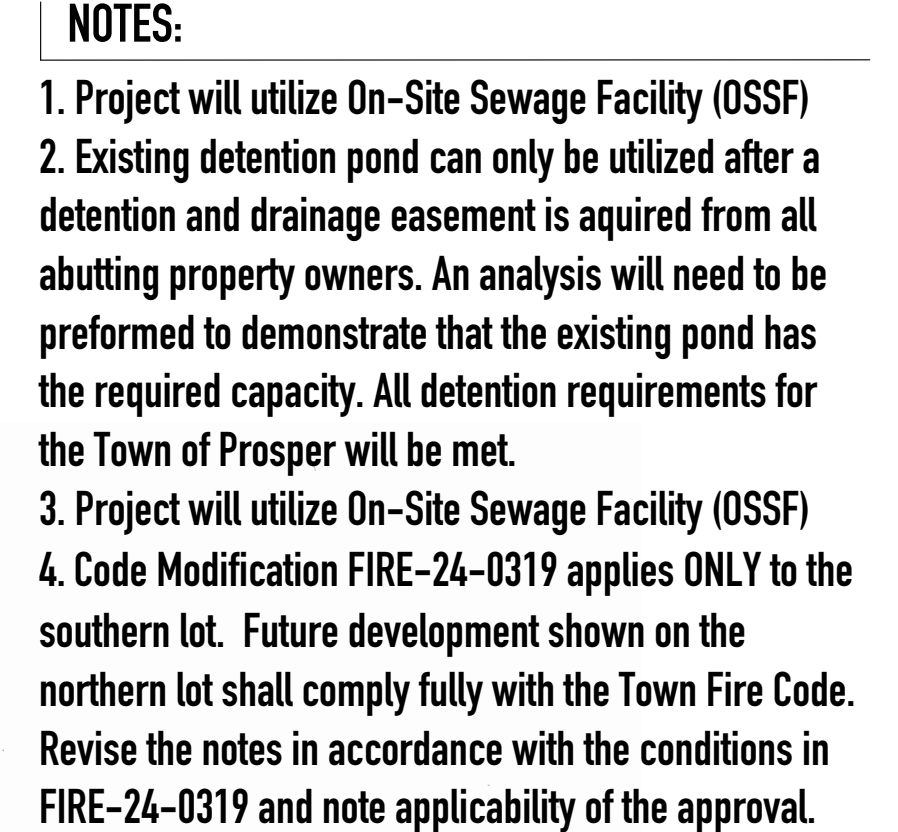 NOTES:
1. Project will utilize On-Site Sewage Facility (OSSF)
2. Existing detention pond can only be utilized after a
detention and drainage easement is aquired from all
abutting property owners. An analysis will need to be
preformed to demonstrate that the existing pond has
the required capacity. All detention requirements for
the Town of Prosper will be met.
3. Project will utilize On-Site Sewage Facility (OSSF)
4. Code Modification FIRE-24-0319 applies ONLY to the
southern lot.  Future development shown on the
northern lot shall comply fully with the Town Fire Code.
Revise the notes in accordance with the conditions in
FIRE-24-0319 and note applicability of the approval.